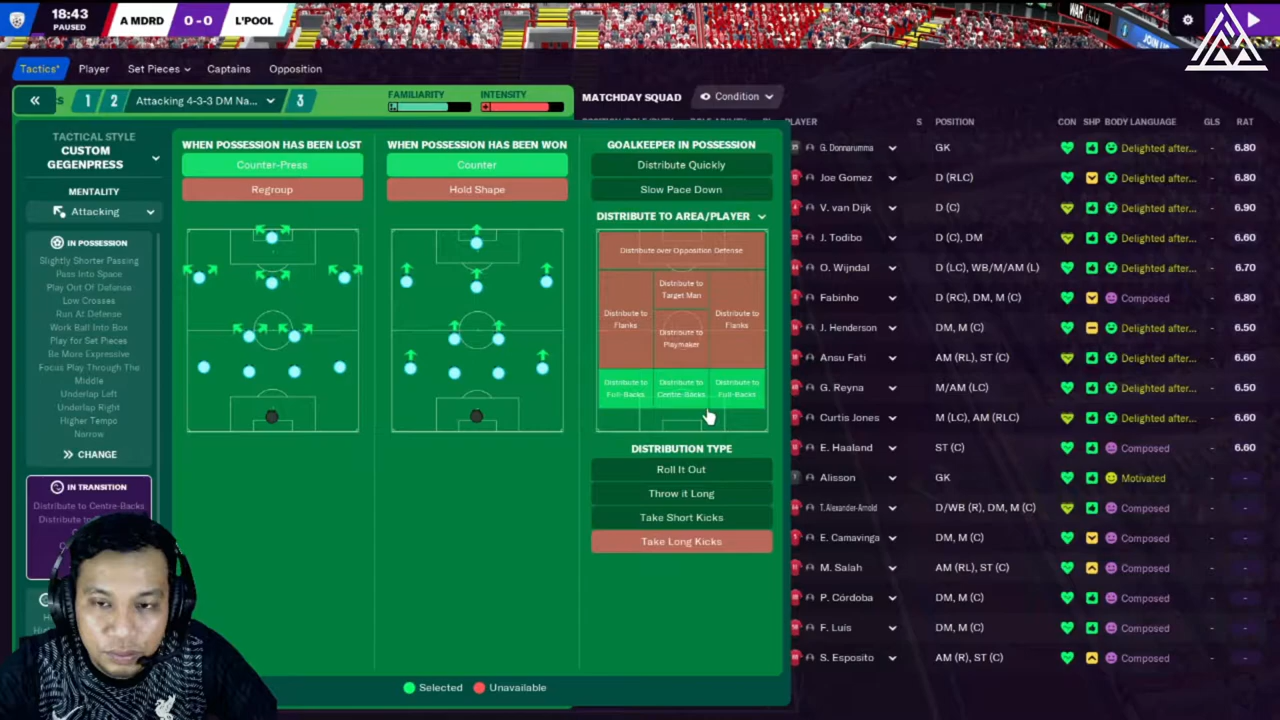 18:43
PAUSED
A MDRD 0 - 0 L'POOL
WAR
JOIN
Tactics* Player Set Pieces Captains Opposition
1 2 Attacking 4-3-3 DM Na... 3
FAMILIARITY INTENSITY
MATCHDAY SQUAD Condition
TACTICAL STYLE
CUSTOM
GEGENPRESS
MENTALITY
Attacking
IN POSSESSION
Slightly Shorter Passing
Pass Into Space
Play Out Of Defence
Low Crosses
Run At Defence
Work Ball Into Box
Play for Set Pieces
Be More Expressive
Focus Play Through The
Middle
Underlap Left
Underlap Right
Higher Tempo
Narrow
CHANGE
IN TRANSITION
Distribute to Centre-Backs
WHEN POSSESSION HAS BEEN LOST
Counter-Press
Regroup
WHEN POSSESSION HAS BEEN WON
Counter
Hold Shape
GOALKEEPER IN POSSESSION
Distribute Quickly
Slow Pace Down
DISTRIBUTE TO AREA/PLAYER
Distribute over Opposition Defense
Distribute to
Target Man
Distribute to
Flanks
Distribute to
Playmaker
Distribute to
Flanks
Distribute to
Full-Backs
Distribute to
Centre-Backs
Distribute to
Full-Backs
DISTRIBUTION TYPE
Roll It Out
Throw it Long
Take Short Kicks
Take Long Kicks
Selected Unavailable
PLAYER S POSITION CON SHP BODY LANGUAGE GLS RAT
G. Donnarumma GK Delighted after... 6.80
Joe Gomez D (RLC) Delighted after... 6.80
V. van Dijk D (C) Delighted after... 6.90
J. Todibo D (C), DM Delighted after... 6.60
O. Wijndal D (LC), WB/M/AM (L) Delighted after... 6.70
Fabinho D (RC), DM, M (C) Composed 6.80
J. Henderson DM, M (C) Delighted after... 6.50
Ansu Fati AM (RL), ST (C) Delighted after... 6.60
G. Reyna M/AM (LC) Delighted after... 6.50
Curtis Jones M (LC), AM (RLC) Delighted after... 6.60
E. Haaland ST (C) Composed 6.60
Alisson GK Motivated - -
T. Alexander-Arnold D/WB (R), DM, M (C) Composed - -
E. Camavinga DM, M (C) Composed - -
M. Salah AM (RL), ST (C) Composed - -
P. Córdoba DM, M (C) Composed - -
F. Luís DM, M (C) Composed - -
S. Esposito AM (R), ST (C) Composed - -